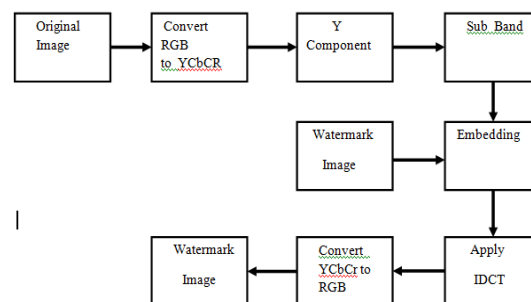 Original
Image
Convert
RGB
to YCbCR
Y
Component
Sub Band
Watermark
Image
Embedding
Watermark
Image
Convert
YCbCr to
RGB
Apply
IDCT